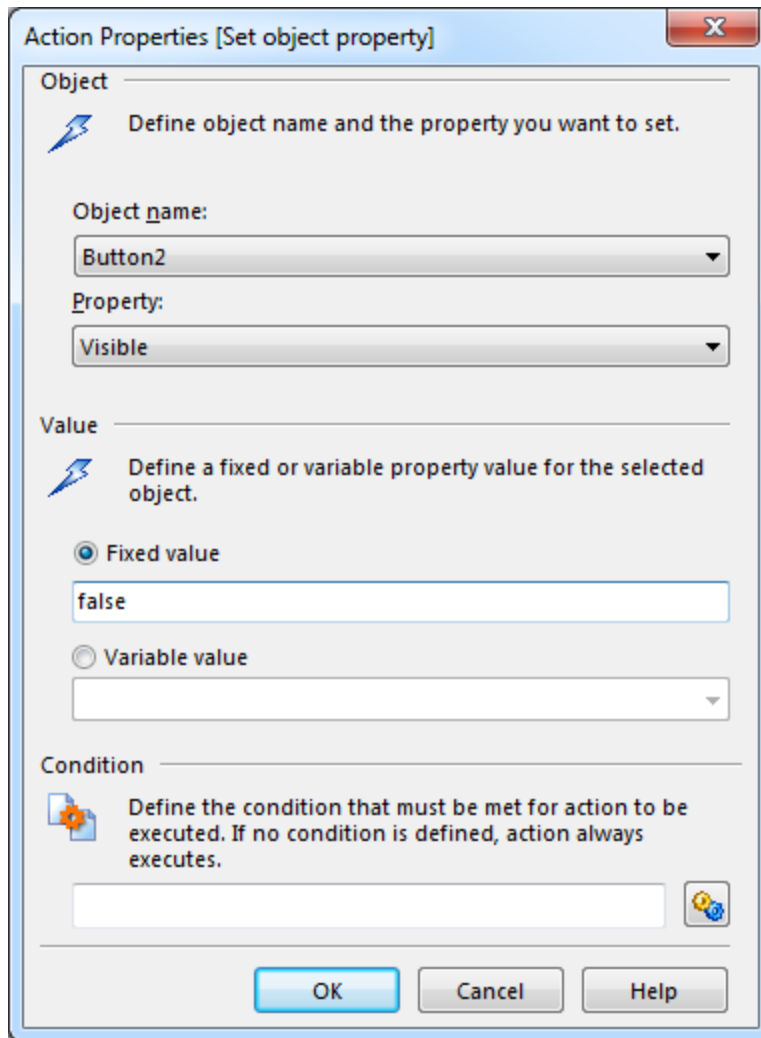 Action Properties [Set object property]
Object
Define object name and the property you want to set.
Object name:
Button2
Property:
Visible
Value
Define a fixed or variable property value for the selected
object.
Fixed value
false
Variable value
Condition
Define the condition that must be met for action to be
executed. If no condition is defined, action always
executes.
OK Cancel Help